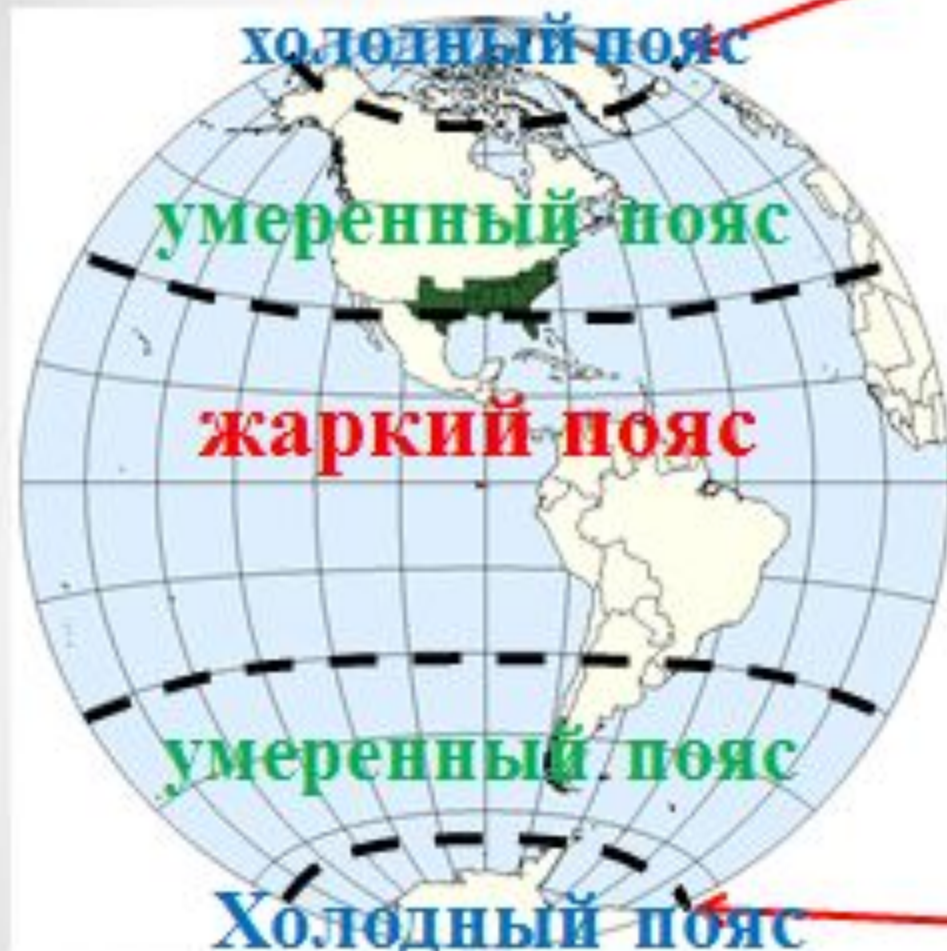 холодный пояс
умеренный пояс
жаркий пояс
умеренный пояс
Холодный пояс